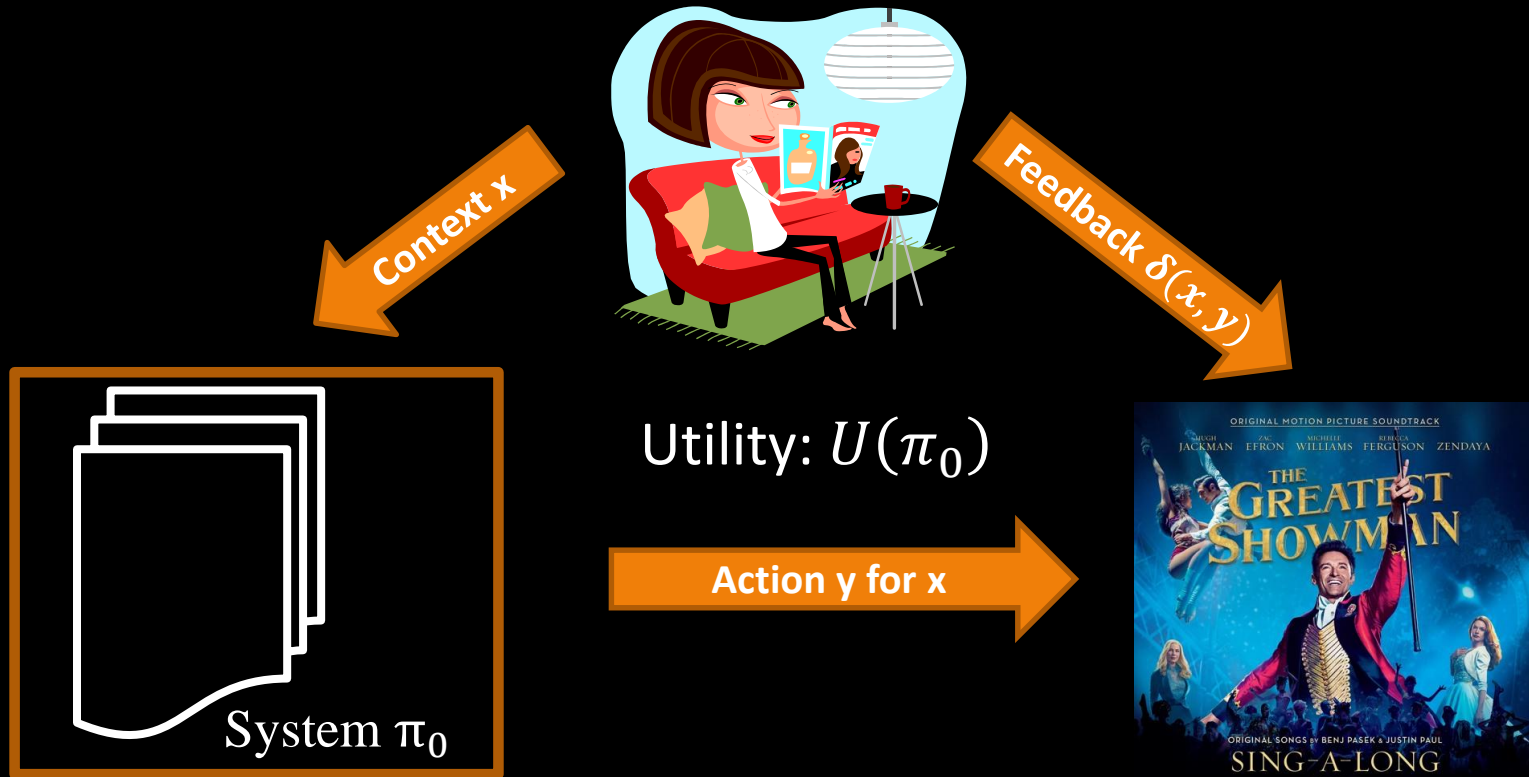 Context x
Feedback δ(x, y)
Utility: U(π₀)
Action y for x
System π₀
ORIGINAL MOTION PICTURE SOUNDTRACK
HUGH JACKMAN ZAC EFRON MICHELLE WILLIAMS REBECCA FERGUSON ZENDAYA
THE
GREATEST
SHOWMAN
ORIGINAL SONGS BY BENJ PASEK & JUSTIN PAUL
SING-A-LONG